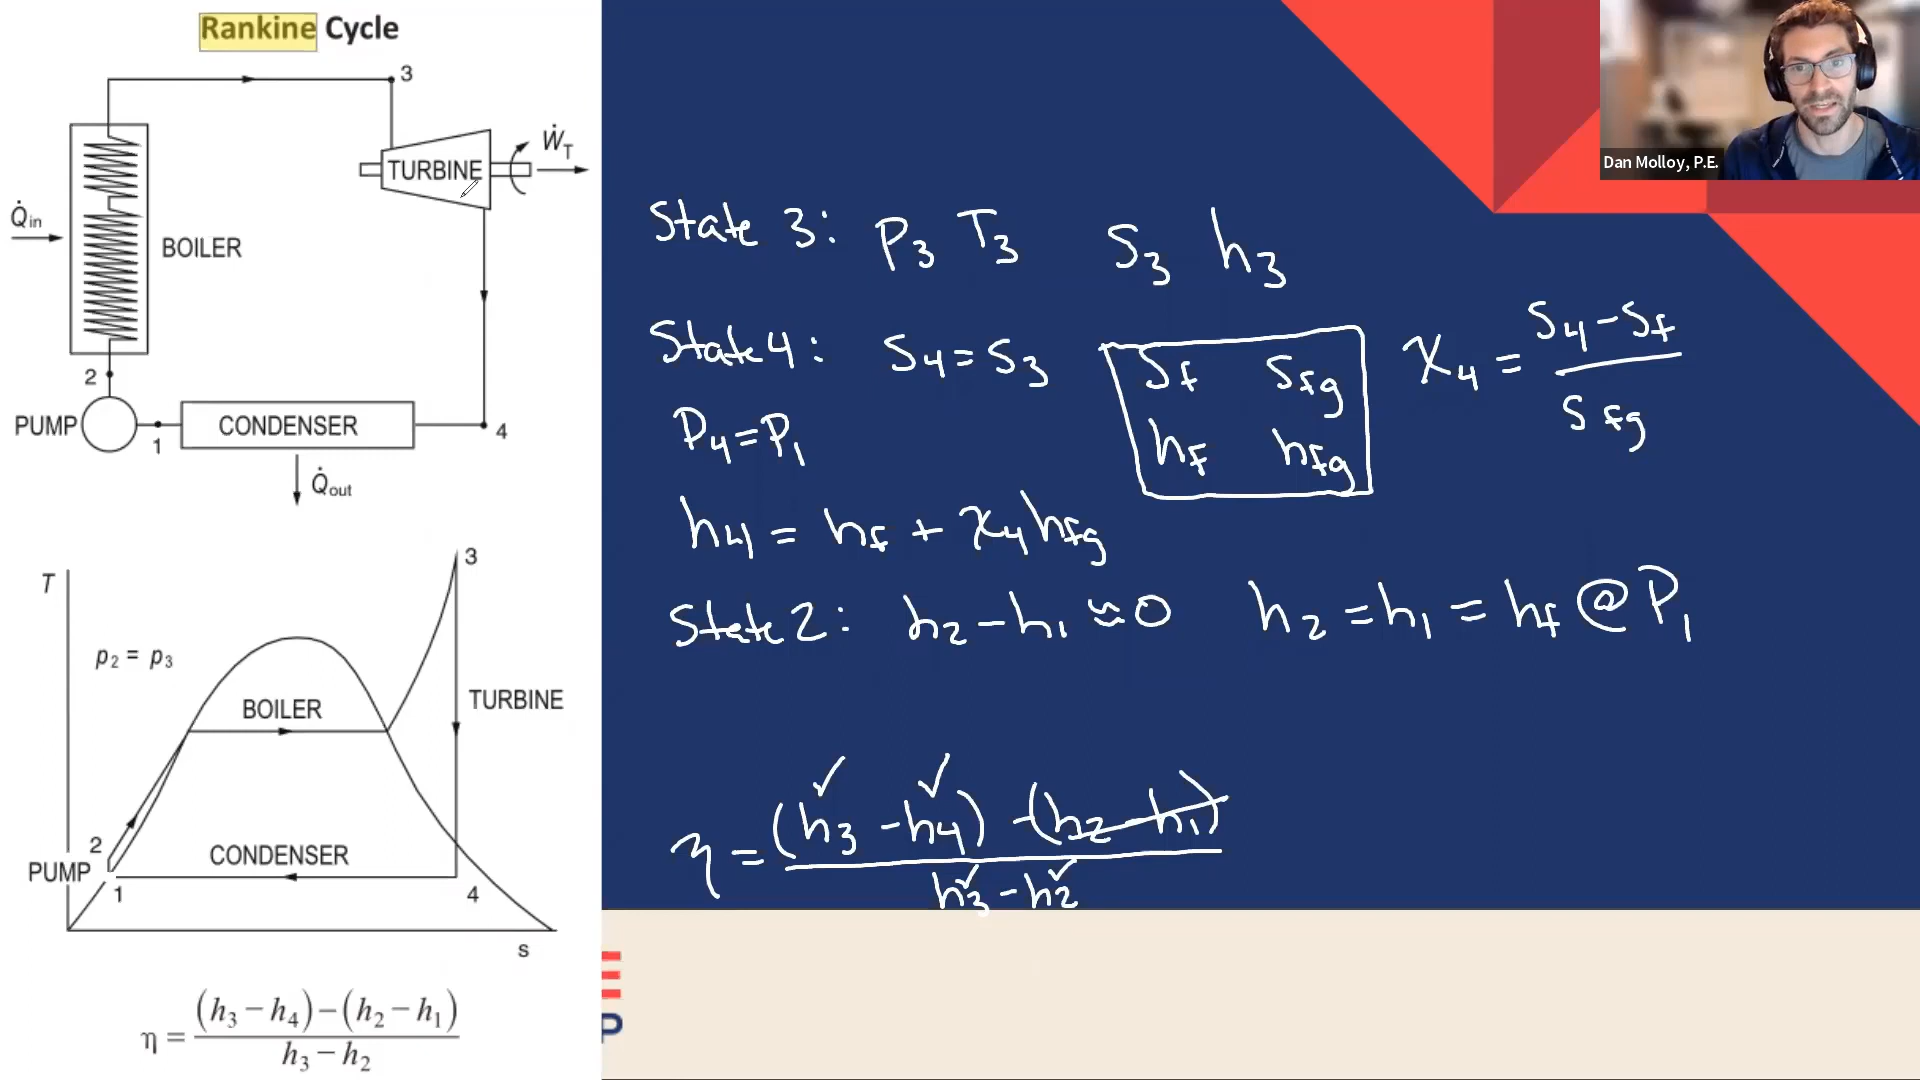 Rankine Cycle
3
Ẇ_T
TURBINE
Q̇_in
BOILER
2
PUMP
1
CONDENSER
4
Q̇_out
T
3
p₂ = p₃
BOILER
TURBINE
2
CONDENSER
PUMP
1
4
s
η = ((h₃ − h₄) − (h₂ − h₁)) / (h₃ − h₂)
Dan Molloy, P.E.
State 3: P₃ T₃ S₃ h₃
State 4: S₄ = S₃
S_f S_fg
h_f h_fg
x₄ = (S₄ − S_f) / S_fg
P₄ = P₁
h₄ = h_f + x₄ h_fg
State 2: h₂ − h₁ ≈ 0 h₂ = h₁ = h_f @ P₁
η = ((h₃ − h₄) − (h₂ − h₁)) / (h₃ − h₂)
P